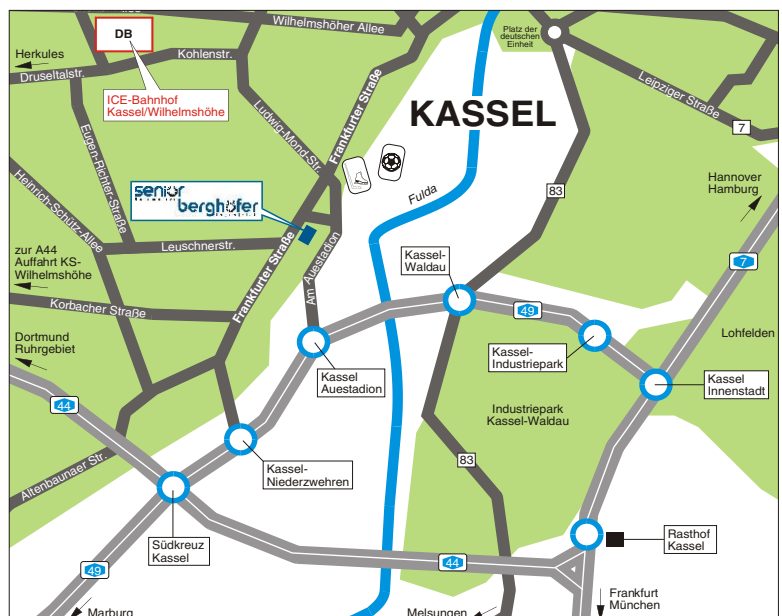 Wilhelmshöher Allee
DB
Herkules
Kohlenstr.
Druseltalstr.
ICE-Bahnhof
Kassel/Wilhelmshöhe
Platz der
deutschen
Einheit
Leipziger Straße
7
KASSEL
Frankfurter Straße
Ludwig-Mond-Str.
Eugen-Richter-Straße
Heinrich-Schütz-Allee
83
Hannover
Hamburg
Fulda
senior
berghöfer
Leuschnerstr.
zur A44
Auffahrt KS-
Wilhelmshöhe
Frankfurter Straße
Am Auestadion
Kassel-
Waldau
7
Korbacher Straße
49
Dortmund
Ruhrgebiet
Lohfelden
Kassel-
Industriepark
Kassel
Auestadion
Kassel
Innenstadt
44
Industriepark
Kassel-Waldau
Altenbaunaer Str.
Kassel-
Niederzwehren
83
Südkreuz
Kassel
Rasthof
Kassel
44
49
Frankfurt
München
Marburg
Melsungen